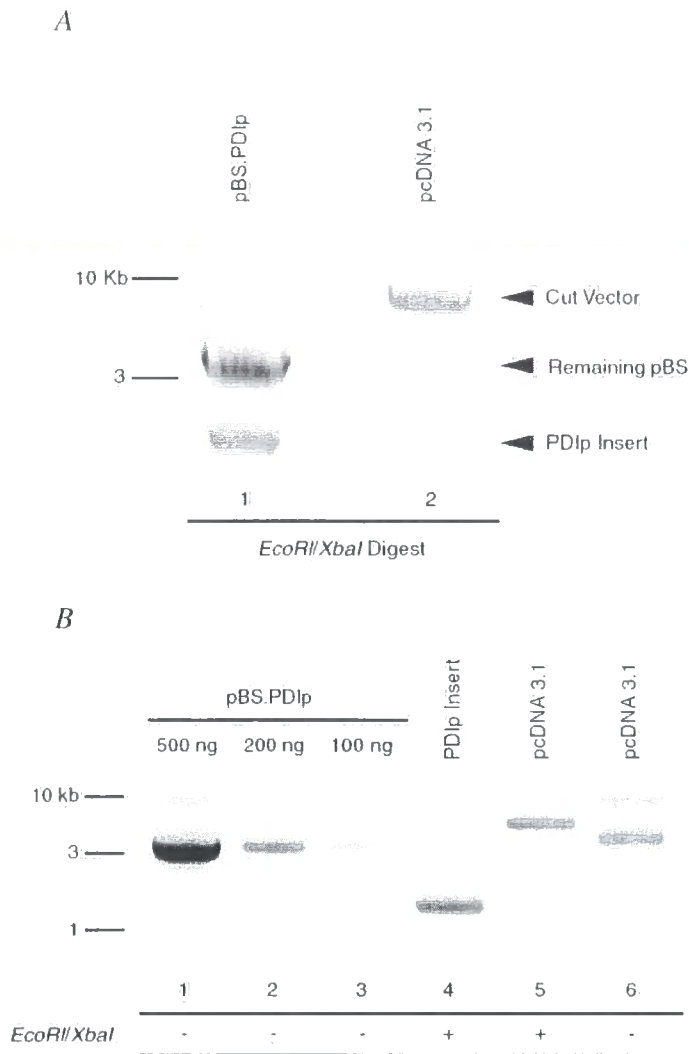 A
pBS.PDIp
pcDNA 3.1
10 Kb
Cut Vector
Remaining pBS
3
PDIp Insert
1 2
EcoRI/XbaI Digest
B
pBS.PDIp
PDIp Insert
pcDNA 3.1
pcDNA 3.1
500 ng 200 ng 100 ng
10 kb
3
1
1 2 3 4 5 6
EcoRI/XbaI - - - + + -